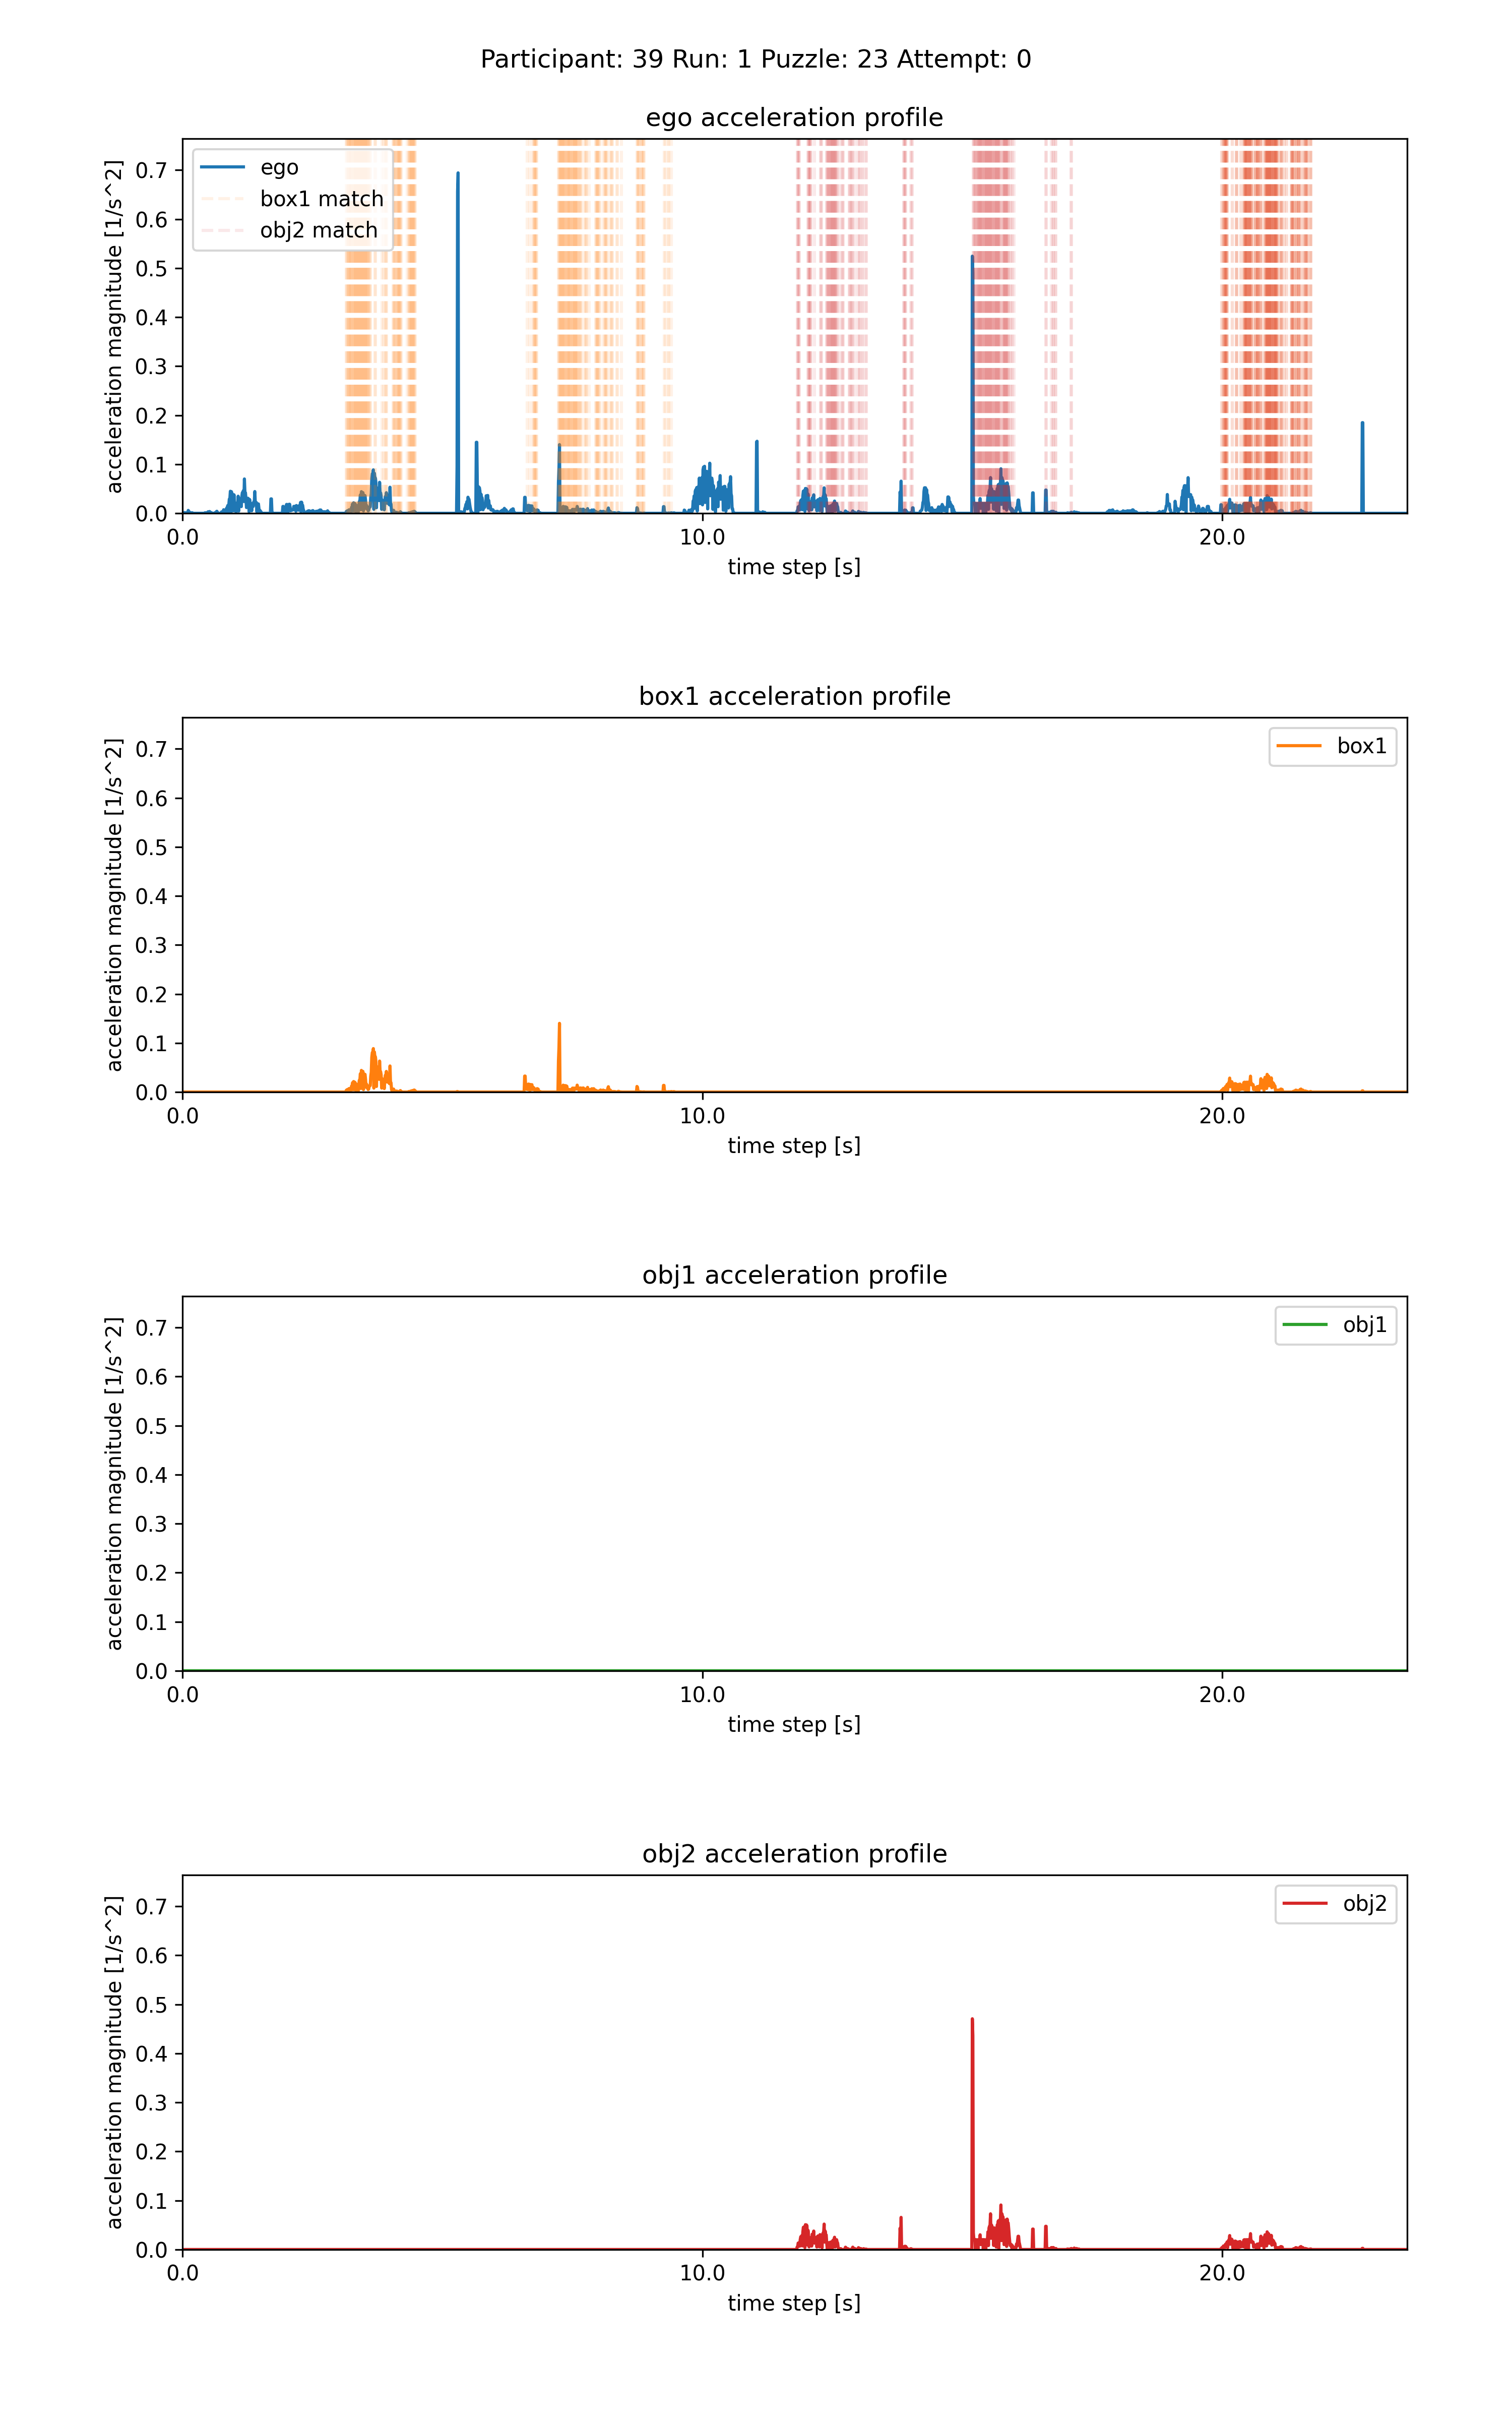 Participant: 39 Run: 1 Puzzle: 23 Attempt: 0
ego acceleration profile
acceleration magnitude [1/s^2]
0.7
0.6
0.5
0.4
0.3
0.2
0.1
0.0
ego
box1 match
obj2 match
0.0 10.0 20.0
time step [s]
box1 acceleration profile
acceleration magnitude [1/s^2]
0.7
0.6
0.5
0.4
0.3
0.2
0.1
0.0
box1
0.0 10.0 20.0
time step [s]
obj1 acceleration profile
acceleration magnitude [1/s^2]
0.7
0.6
0.5
0.4
0.3
0.2
0.1
0.0
obj1
0.0 10.0 20.0
time step [s]
obj2 acceleration profile
acceleration magnitude [1/s^2]
0.7
0.6
0.5
0.4
0.3
0.2
0.1
0.0
obj2
0.0 10.0 20.0
time step [s]